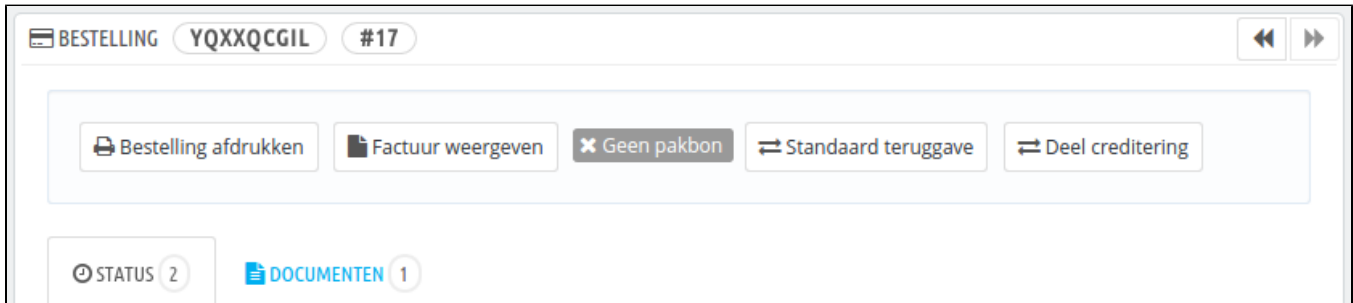 BESTELLING YQXXQCGIL #17
Bestelling afdrukken Factuur weergeven Geen pakbon Standaard teruggave Deel creditering
STATUS 2 DOCUMENTEN 1